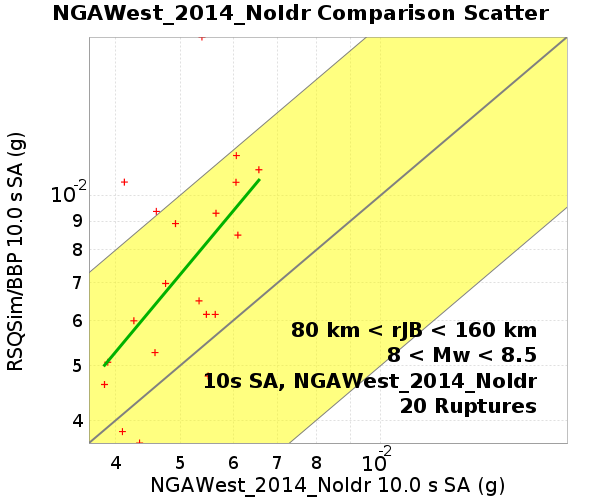 NGAWest_2014_NoIdr Comparison Scatter
RSQSim/BBP 10.0 s SA (g)
10-2
9
8
7
6
5
4
80 km < rJB < 160 km
8 < Mw < 8.5
10s SA, NGAWest_2014_NoIdr
20 Ruptures
4 5 6 7 8 10-2
NGAWest_2014_NoIdr 10.0 s SA (g)